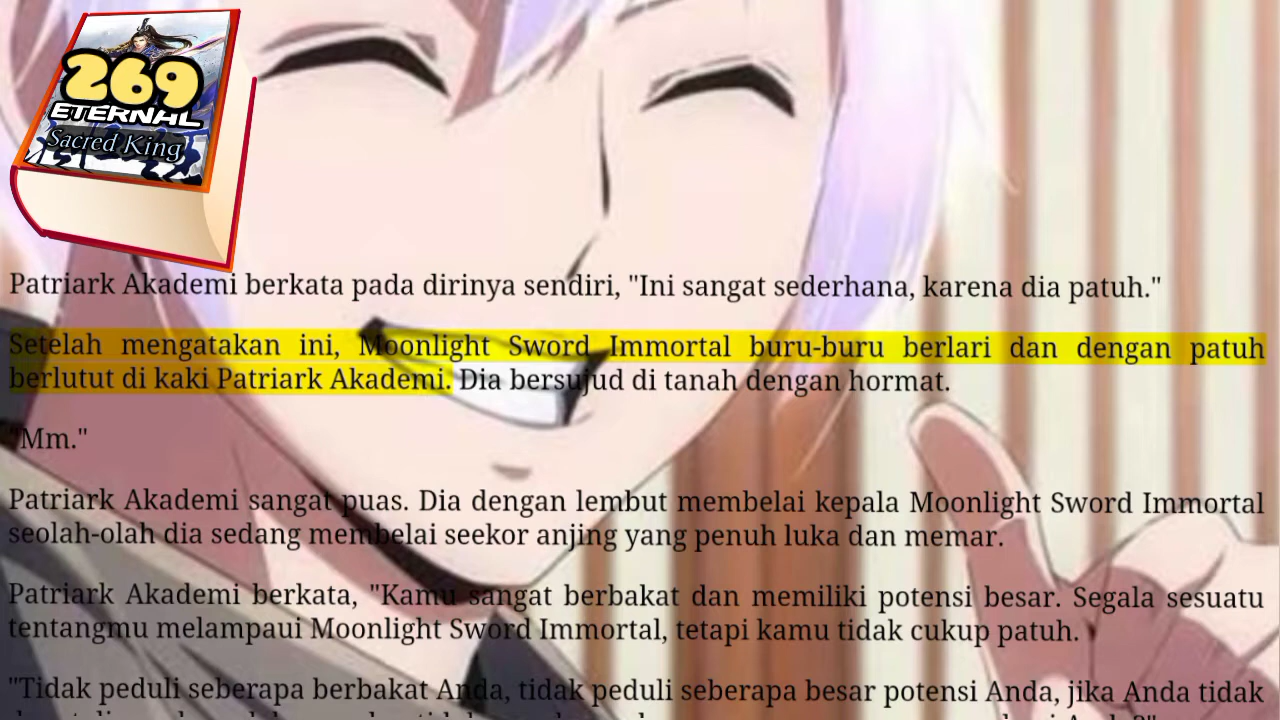 269
ETERNAL
Sacred King
Patriark Akademi berkata pada dirinya sendiri, "Ini sangat sederhana, karena dia patuh."
Setelah mengatakan ini, Moonlight Sword Immortal buru-buru berlari dan dengan patuh
berlutut di kaki Patriark Akademi. Dia bersujud di tanah dengan hormat.
"Mm."
Patriark Akademi sangat puas. Dia dengan lembut membelai kepala Moonlight Sword Immortal
seolah-olah dia sedang membelai seekor anjing yang penuh luka dan memar.
Patriark Akademi berkata, "Kamu sangat berbakat dan memiliki potensi besar. Segala sesuatu
tentangmu melampaui Moonlight Sword Immortal, tetapi kamu tidak cukup patuh.
"Tidak peduli seberapa berbakat Anda, tidak peduli seberapa besar potensi Anda, jika Anda tidak